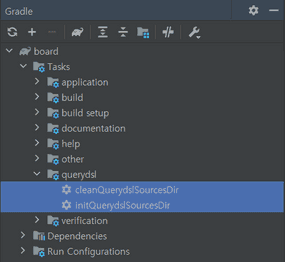 Gradle
board
Tasks
application
build
build setup
documentation
help
other
querydsl
cleanQuerydslSourcesDir
initQuerydslSourcesDir
verification
Dependencies
Run Configurations